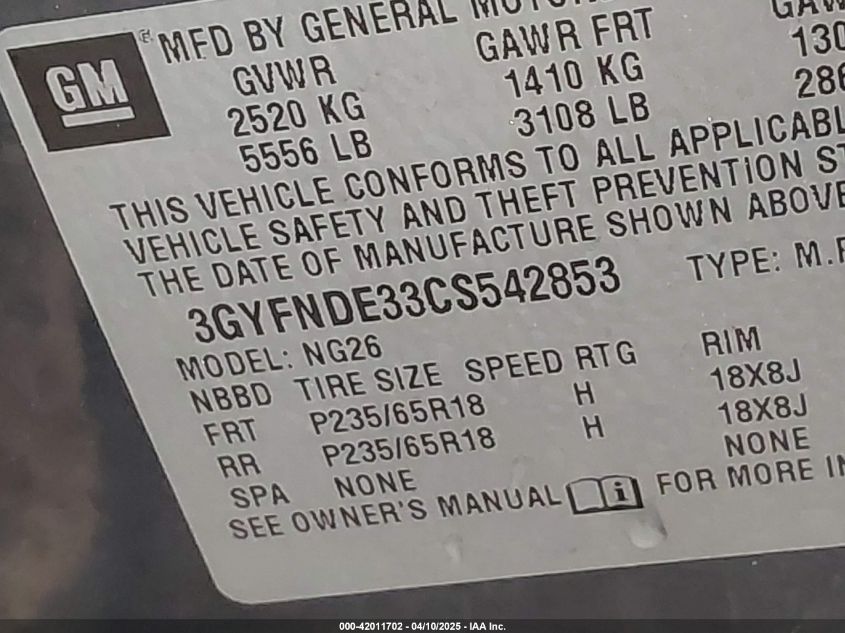 GM
® MFD BY GENERAL
GVWR GAWR FRT
2520 KG 1410 KG
5556 LB 3108 LB
THIS VEHICLE CONFORMS TO ALL
VEHICLE SAFETY AND THEFT PREVENTION
THE DATE OF MANUFACTURE SHOWN ABOVE
3GYFNDE33CS542853 TYPE:
MODEL: NG26
NBBD TIRE SIZE SPEED RTG RIM
FRT P235/65R18 H 18X8J
RR P235/65R18 H 18X8J
SPA NONE NONE
SEE OWNER'S MANUAL i FOR MORE
000-42011702 - 04/10/2025 - IAA Inc.